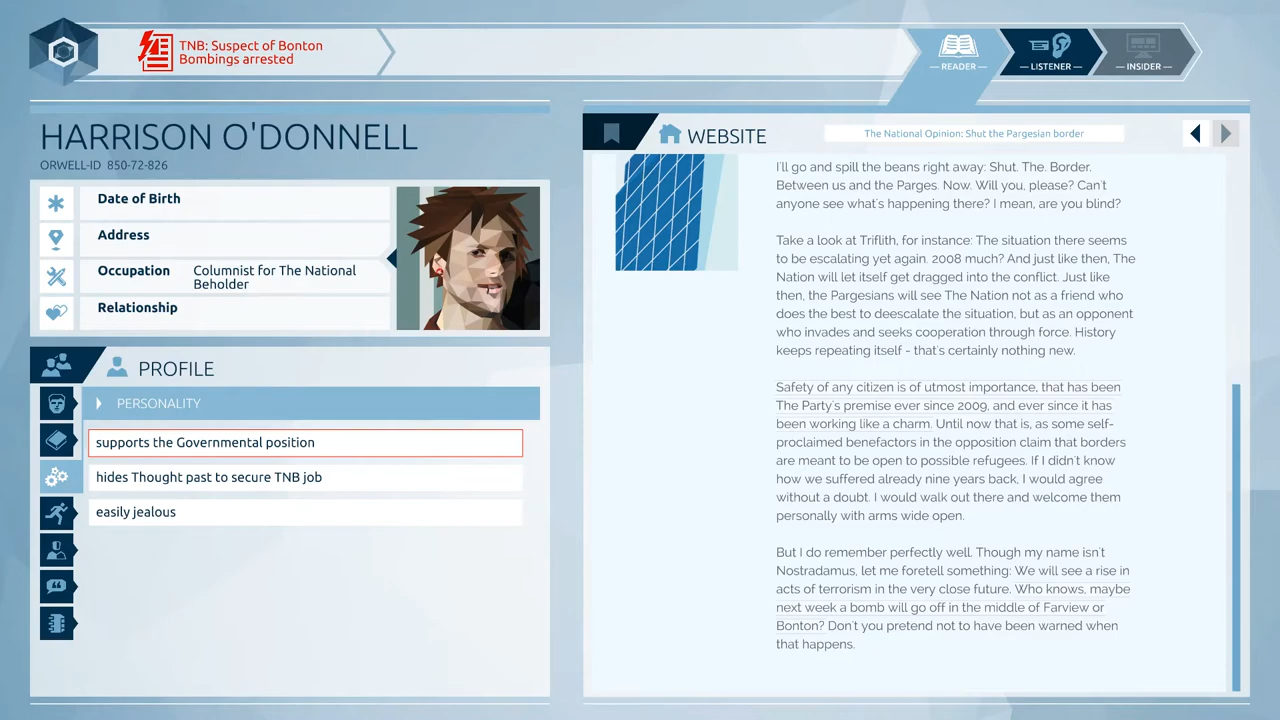 TNB: Suspect of Bonton
Bombings arrested
— READER —
— LISTENER —
— INSIDER —
HARRISON O'DONNELL
ORWELL-ID 850-72-826
Date of Birth
Address
Occupation Columnist for The National
Beholder
Relationship
PROFILE
PERSONALITY
supports the Governmental position
hides Thought past to secure TNB job
easily jealous
WEBSITE
The National Opinion: Shut the Pargesian border
I'll go and spill the beans right away: Shut. The. Border.
Between us and the Parges. Now. Will you, please? Can't
anyone see what's happening there? I mean, are you blind?
Take a look at Triflith, for instance: The situation there seems
to be escalating yet again. 2008 much? And just like then, The
Nation will let itself get dragged into the conflict. Just like
then, the Pargesians will see The Nation not as a friend who
does the best to deescalate the situation, but as an opponent
who invades and seeks cooperation through force. History
keeps repeating itself - that's certainly nothing new.
Safety of any citizen is of utmost importance, that has been
The Party's premise ever since 2009, and ever since it has
been working like a charm. Until now that is, as some self-
proclaimed benefactors in the opposition claim that borders
are meant to be open to possible refugees. If I didn't know
how we suffered already nine years back, I would agree
without a doubt. I would walk out there and welcome them
personally with arms wide open.
But I do remember perfectly well. Though my name isn't
Nostradamus, let me foretell something: We will see a rise in
acts of terrorism in the very close future. Who knows, maybe
next week a bomb will go off in the middle of Farview or
Bonton? Don't you pretend not to have been warned when
that happens.